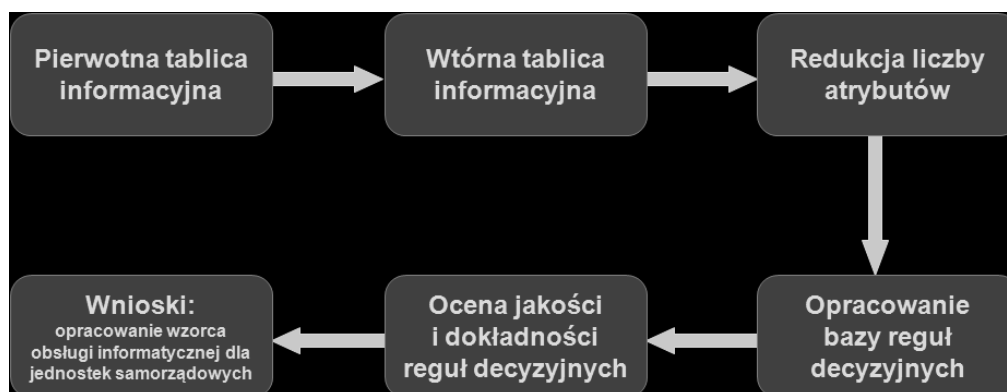 Pierwotna tablica
informacyjna
Wtórna tablica
informacyjna
Redukcja liczby
atrybutów
Opracowanie
bazy reguł
decyzyjnych
Ocena jakości
i dokładności
reguł decyzyjnych
Wnioski:
opracowanie wzorca
obsługi informatycznej dla
jednostek samorządowych